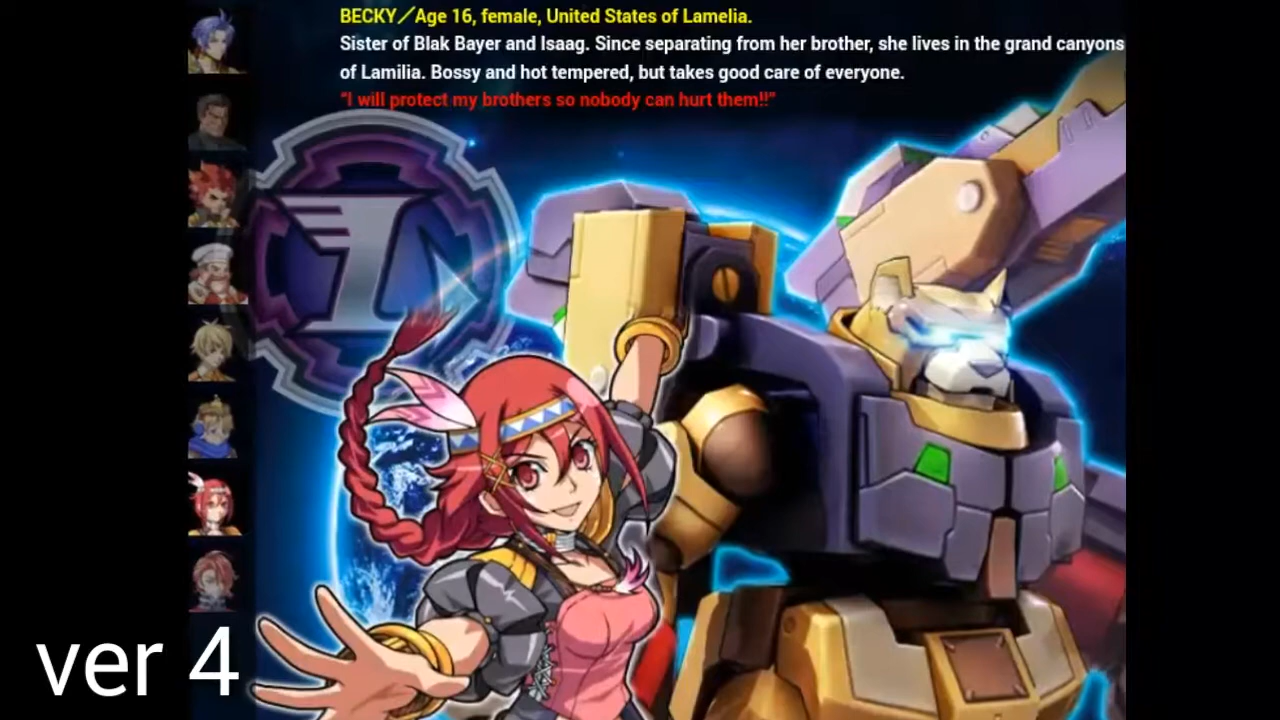 BECKY／Age 16, female, United States of Lamelia.
Sister of Blak Bayer and Isaag. Since separating from her brother, she lives in the grand canyons
of Lamilia. Bossy and hot tempered, but takes good care of everyone.
“I will protect my brothers so nobody can hurt them!!”
ver 4